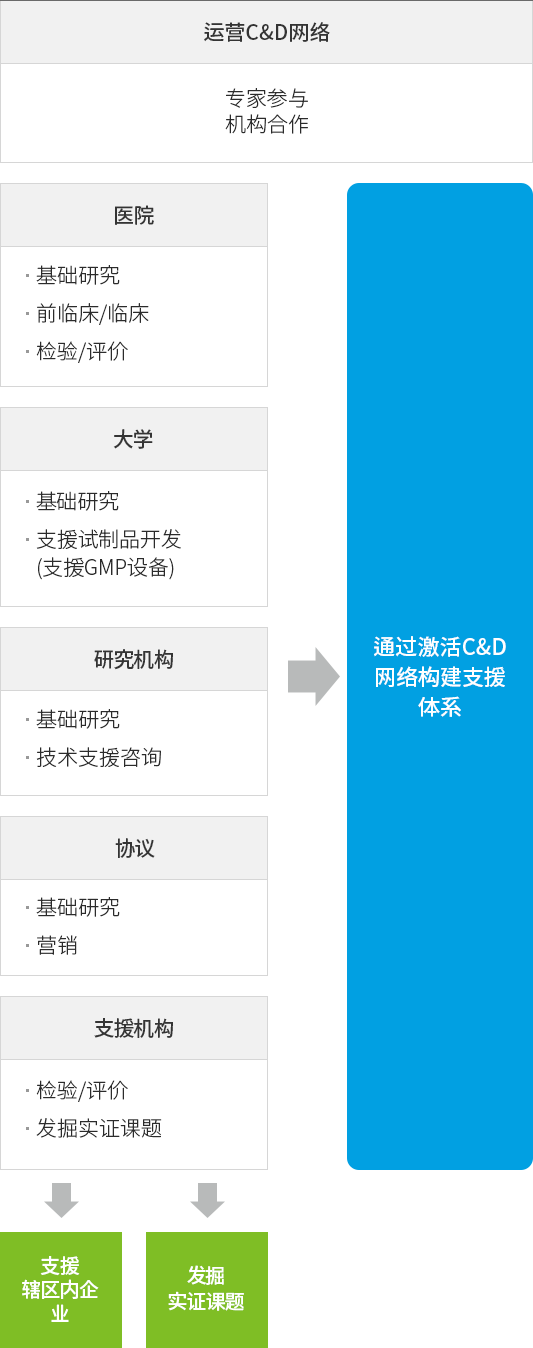 运营C&D网络
专家参与
机构合作
医院
· 基础研究
· 前临床/临床
· 检验/评价
大学
· 基础研究
· 支援试制品开发
(支援GMP设备)
研究机构
· 基础研究
· 技术支援咨询
协议
· 基础研究
· 营销
支援机构
· 检验/评价
· 发掘实证课题
通过激活C&D
网络构建支援
体系
支援
辖区内企
业
发掘
实证课题